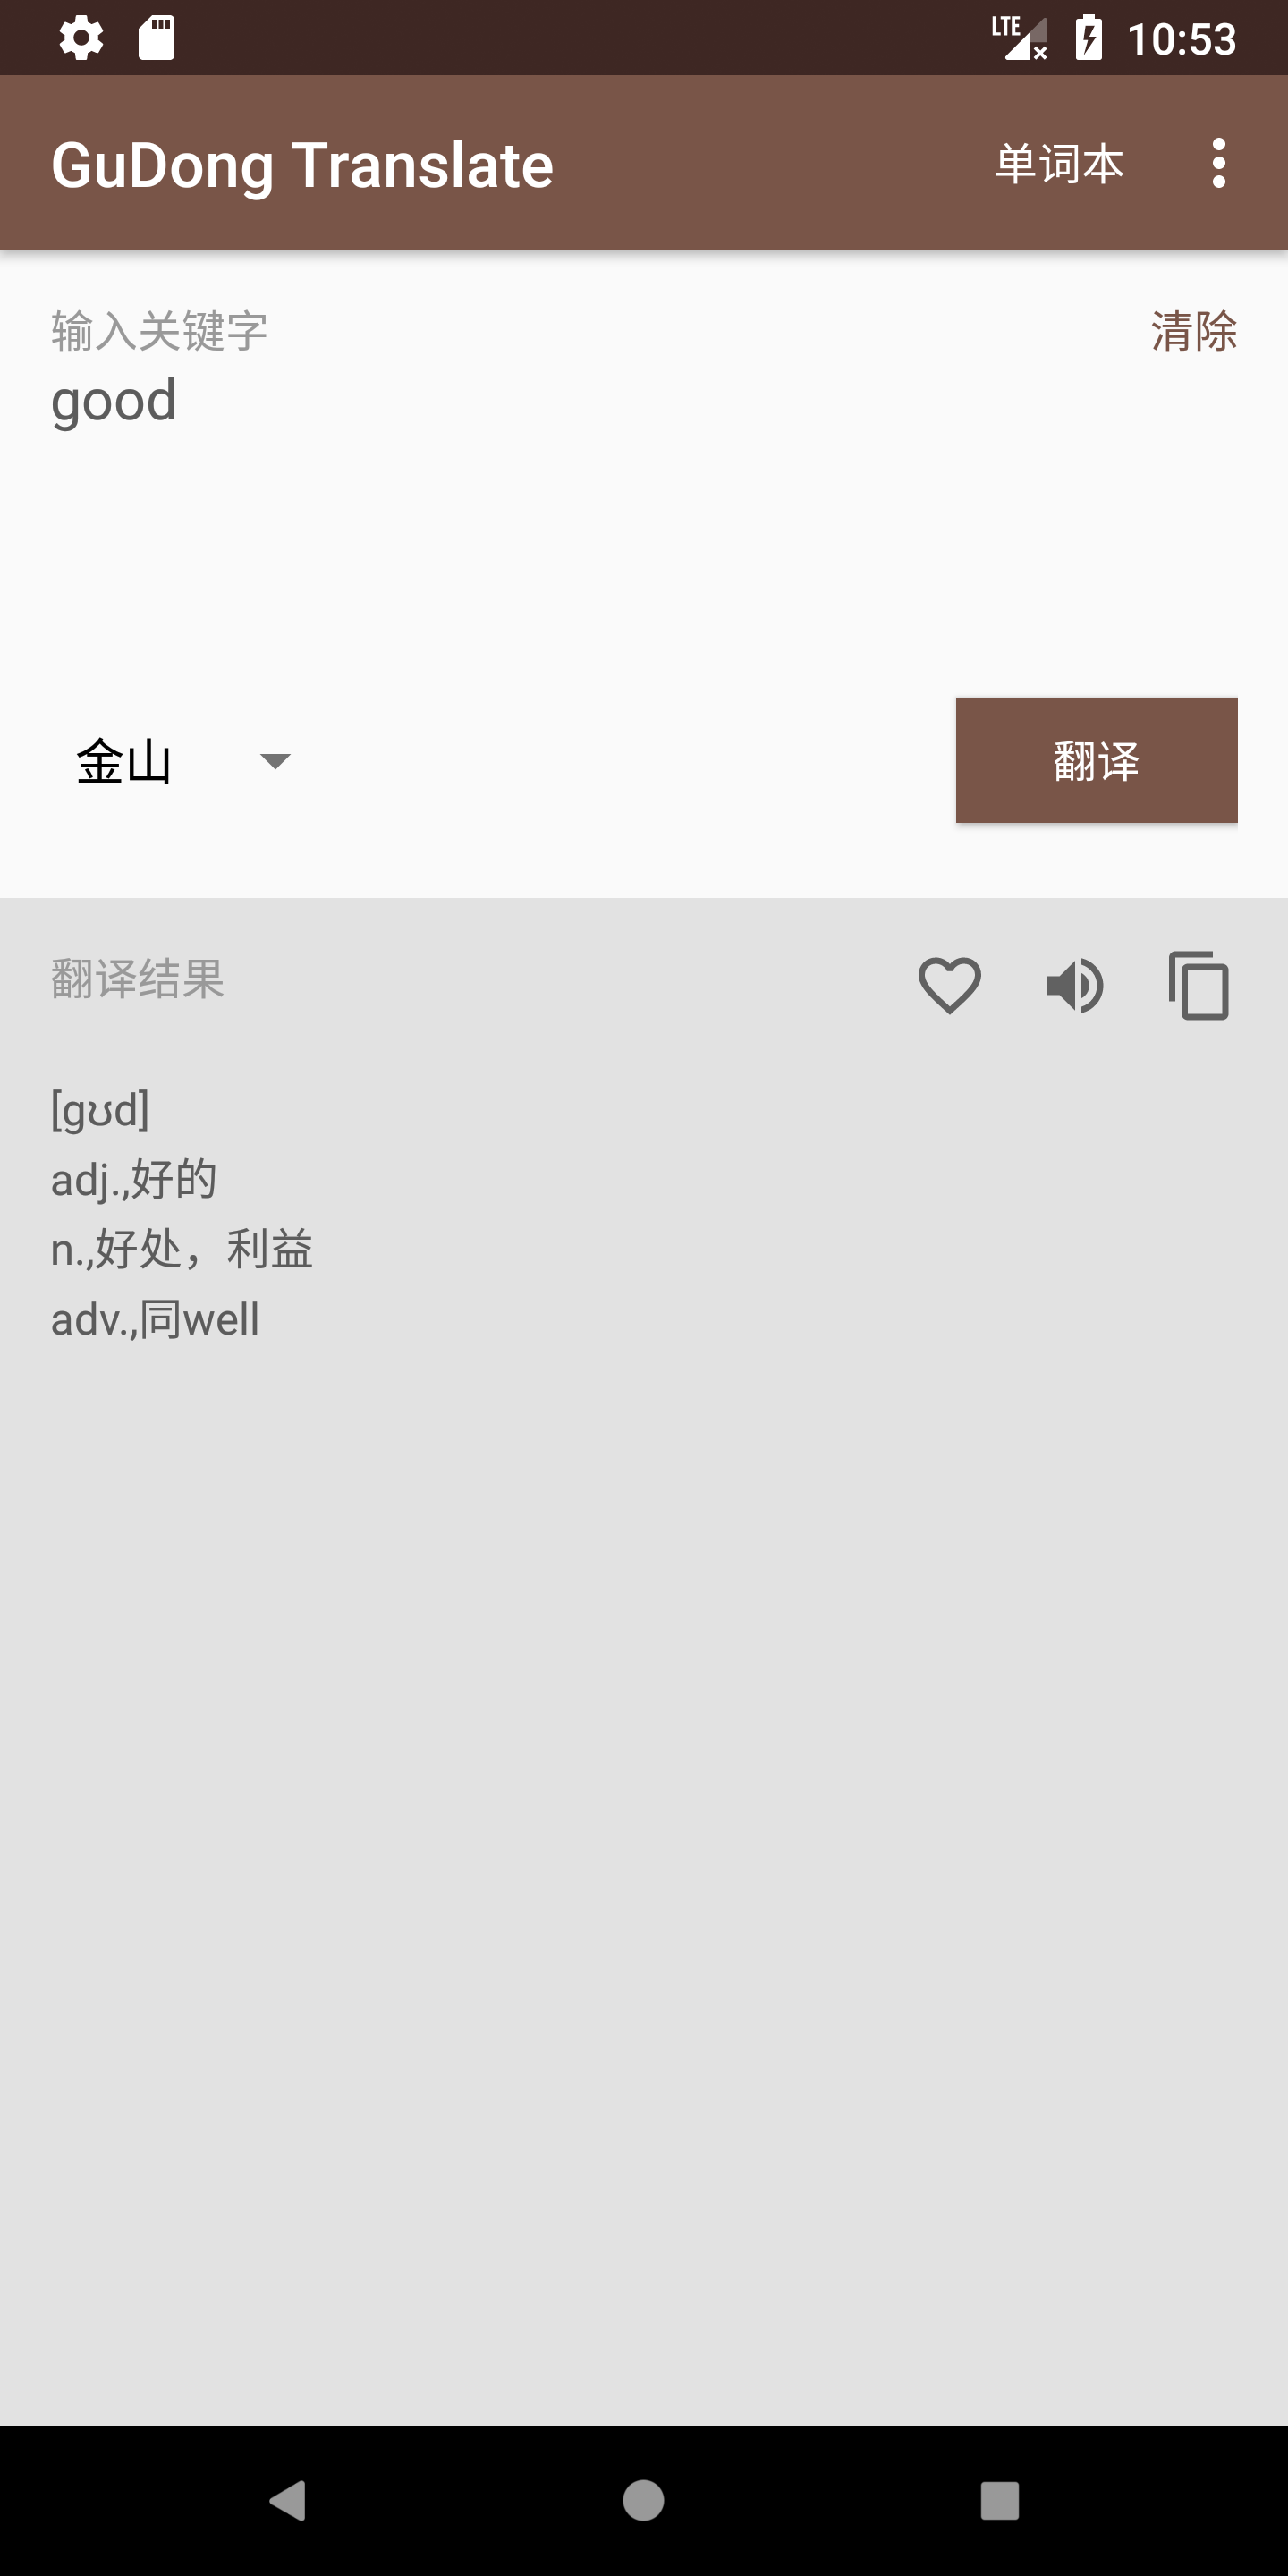 LTE 10:53
GuDong Translate 单词本
输入关键字 清除
good
金山 翻译
翻译结果
[gʊd]
adj.,好的
n.,好处，利益
adv.,同well